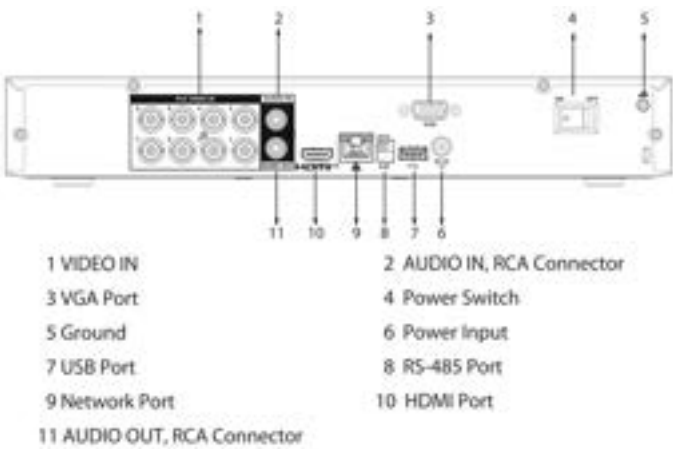 1 2 3 4 5
HDMI
11 10 9 8 7 6
1 VIDEO IN 2 AUDIO IN, RCA Connector
3 VGA Port 4 Power Switch
5 Ground 6 Power Input
7 USB Port 8 RS-485 Port
9 Network Port 10 HDMI Port
11 AUDIO OUT, RCA Connector